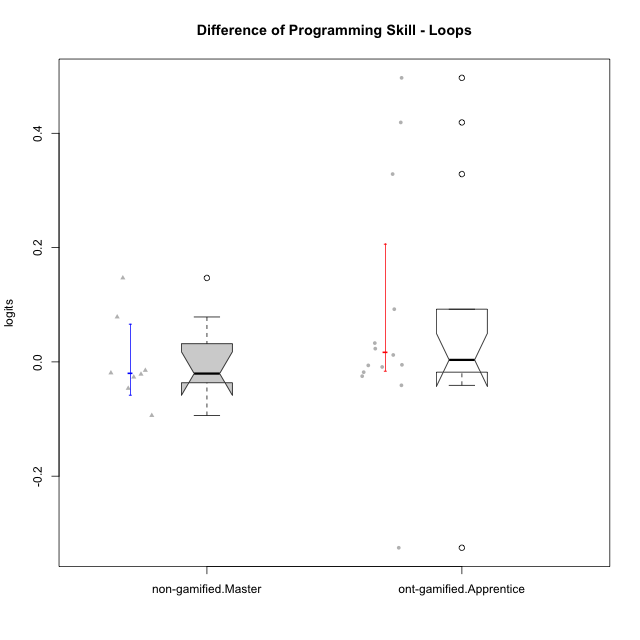 Difference of Programming Skill - Loops
logits
0.4
0.2
0.0
-0.2
non-gamified.Master
ont-gamified.Apprentice